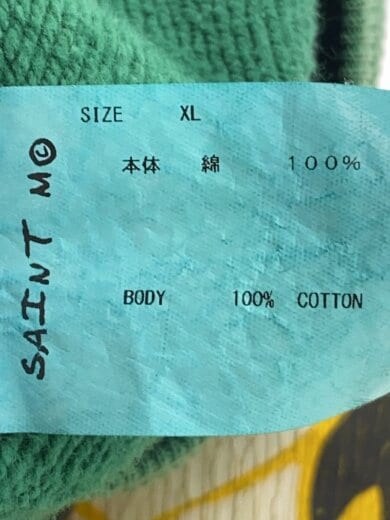 SIZE XL
本体 綿 １００％
BODY 100% COTTON
SAINT M©